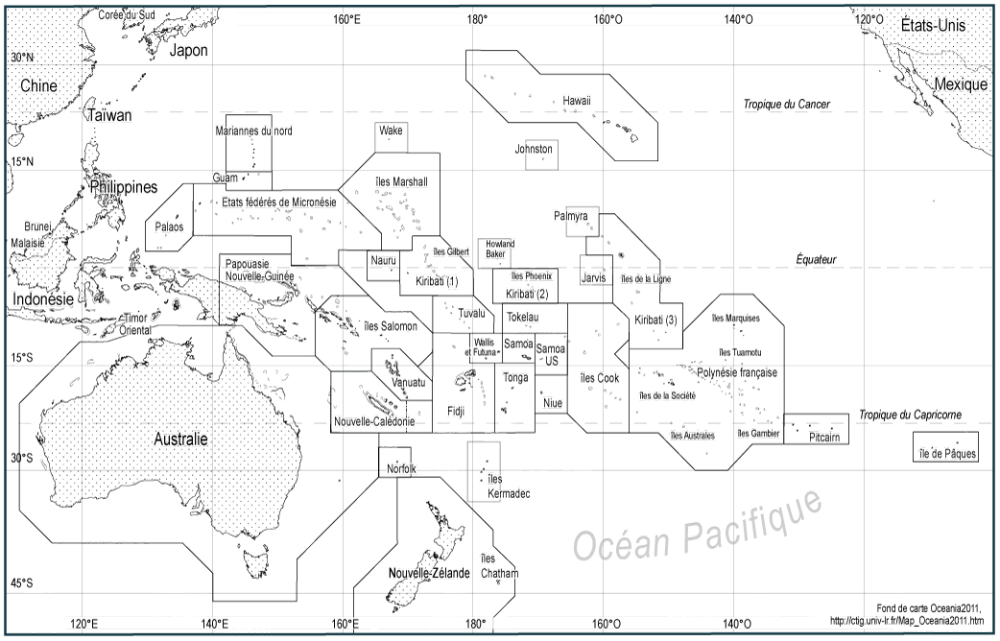 Corée du Sud
160°E
180°
160°O
140°O
120°O
États-Unis
Japon
30°N
Chine
Mexique
Hawaii
Tropique du Cancer
Taïwan
Mariannes du nord
Wake
Johnston
15°N
Guam
Philippines
îles Marshall
Etats fédérés de Micronésie
Palmyra
Brunei
Palaos
Malaisie
Howland
Baker
îles Gilbert
Nauru
Équateur
Papouasie
Nouvelle-Guinée
îles Phoenix
Jarvis
îles de la Ligne
Kiribati (1)
Kiribati (2)
Indonésie
Tuvalu
Tokelau
Kiribati (3)
îles Marquises
Timor
Oriental
îles Salomon
Wallis
et Futuna
Samoa
Samoa
US
15°S
îles Tuamotu
Vanuatu
Tonga
îles Cook
Polynésie française
îles de la Société
Niue
Fidji
Nouvelle-Calédonie
Tropique du Capricorne
îles Australes
îles Gambier
Pitcairn
Australie
île de Pâques
30°S
Norfolk
îles
Kermadec
Océan Pacifique
îles
Chatham
Nouvelle-Zélande
45°S
Fond de carte Oceania2011,
http://ctig.univ-lr.fr/Map_Oceania2011.htm
120°E
140°E
160°E
180°
160°O
140°O
120°O